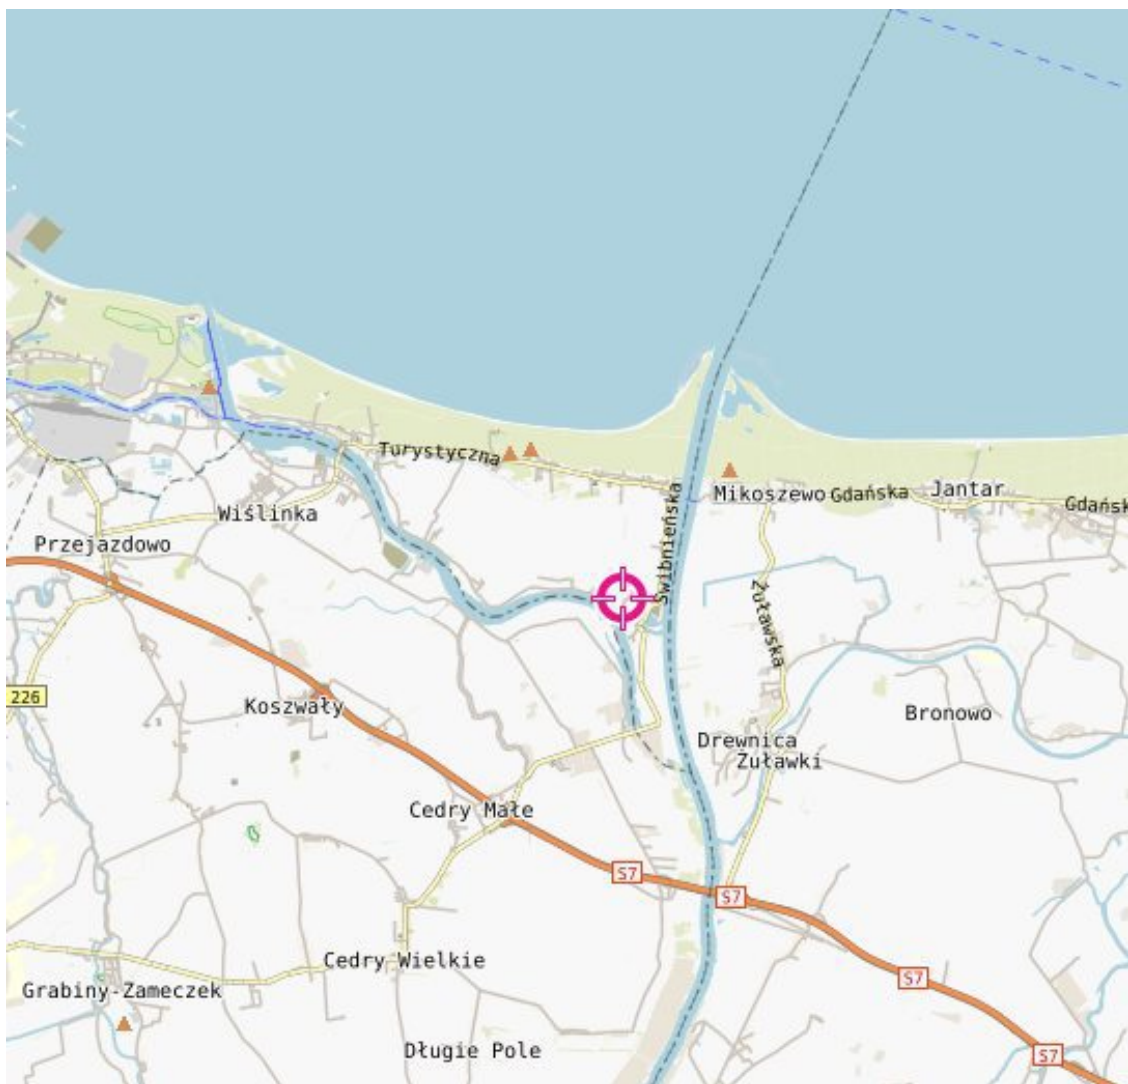 Turystyczna
Świbnieńska
Mikoszewo
Gdańska
Jantar
Gdańsk
Wiślinka
Przejazdowo
Żuławska
226
Koszwały
Bronowo
Drewnica
Żuławki
Cedry Małe
S7
S7
Cedry Wielkie
S7
Grabiny-Zameczek
Długie Pole
S7